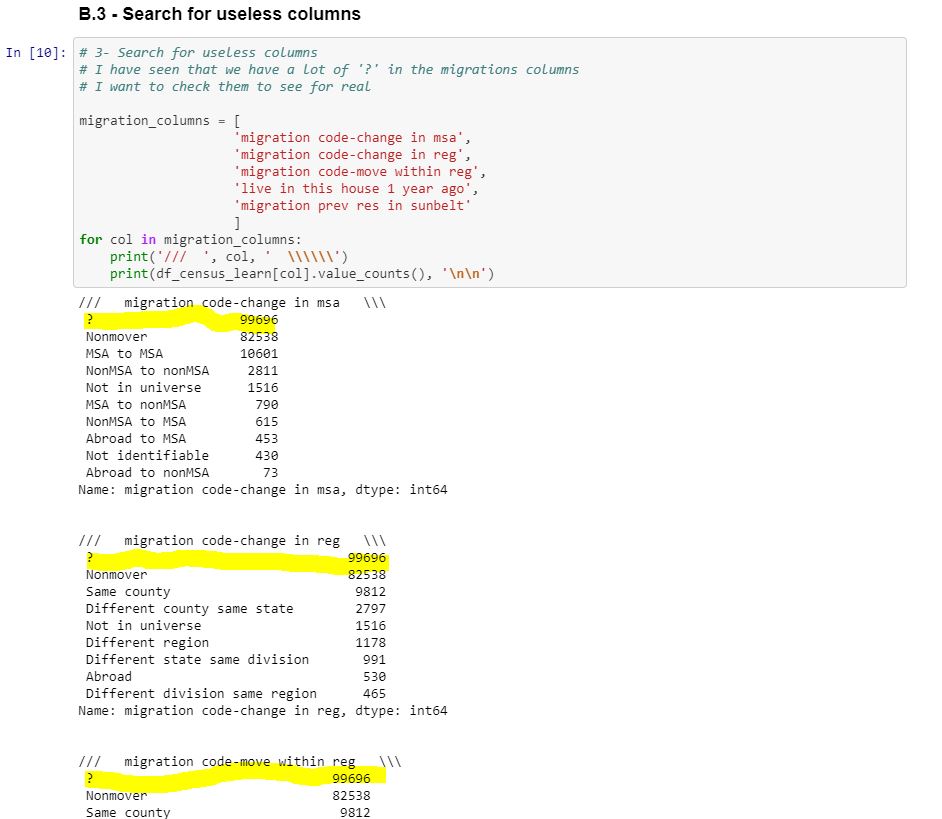 B.3 - Search for useless columns
In [10]:
# 3- Search for useless columns
# I have seen that we have a lot of '?' in the migrations columns
# I want to check them to see for real
migration_columns = [
'migration code-change in msa',
'migration code-change in reg',
'migration code-move within reg',
'live in this house 1 year ago',
'migration prev res in sunbelt'
]
for col in migration_columns:
print('///  ', col, '  \\\\\\')
print(df_census_learn[col].value_counts(), '\n\n')
///   migration code-change in msa   \\\
? 99696
Nonmover 82538
MSA to MSA 10601
NonMSA to nonMSA 2811
Not in universe 1516
MSA to nonMSA 790
NonMSA to MSA 615
Abroad to MSA 453
Not identifiable 430
Abroad to nonMSA 73
Name: migration code-change in msa, dtype: int64
///   migration code-change in reg   \\\
? 99696
Nonmover 82538
Same county 9812
Different county same state 2797
Not in universe 1516
Different region 1178
Different state same division 991
Abroad 530
Different division same region 465
Name: migration code-change in reg, dtype: int64
///   migration code-move within reg   \\\
? 99696
Nonmover 82538
Same county 9812